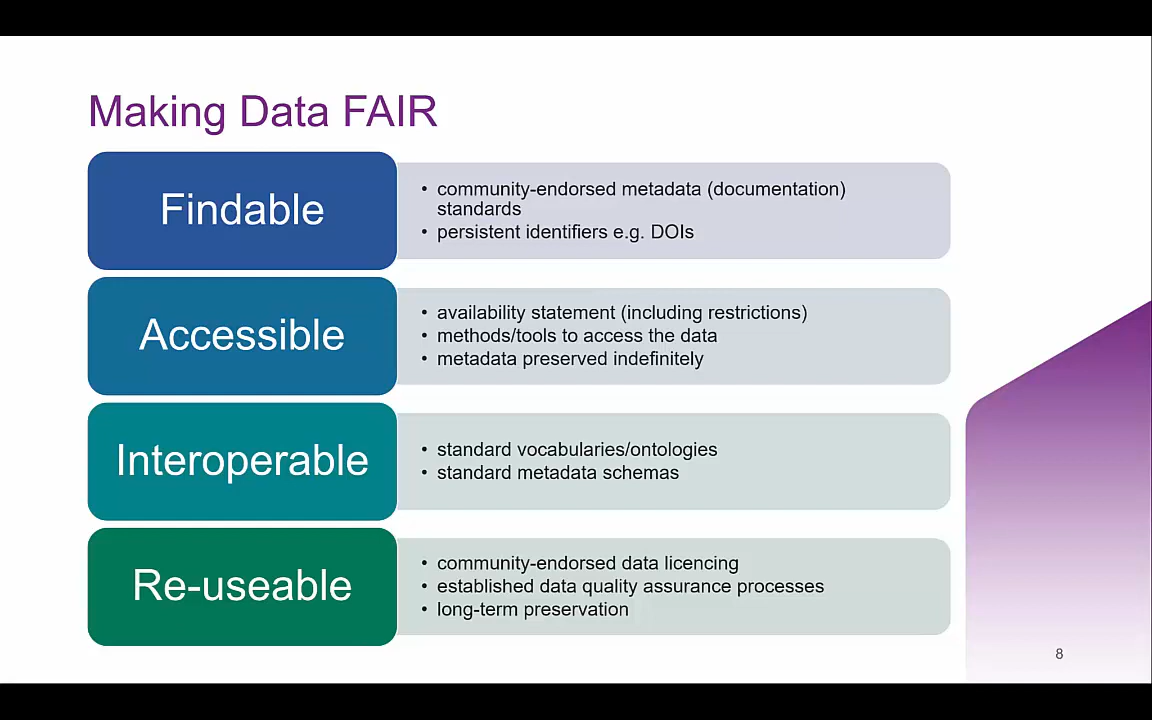 Making Data FAIR
Findable
• community-endorsed metadata (documentation)
standards
• persistent identifiers e.g. DOIs
Accessible
• availability statement (including restrictions)
• methods/tools to access the data
• metadata preserved indefinitely
Interoperable
• standard vocabularies/ontologies
• standard metadata schemas
Re-useable
• community-endorsed data licencing
• established data quality assurance processes
• long-term preservation
8